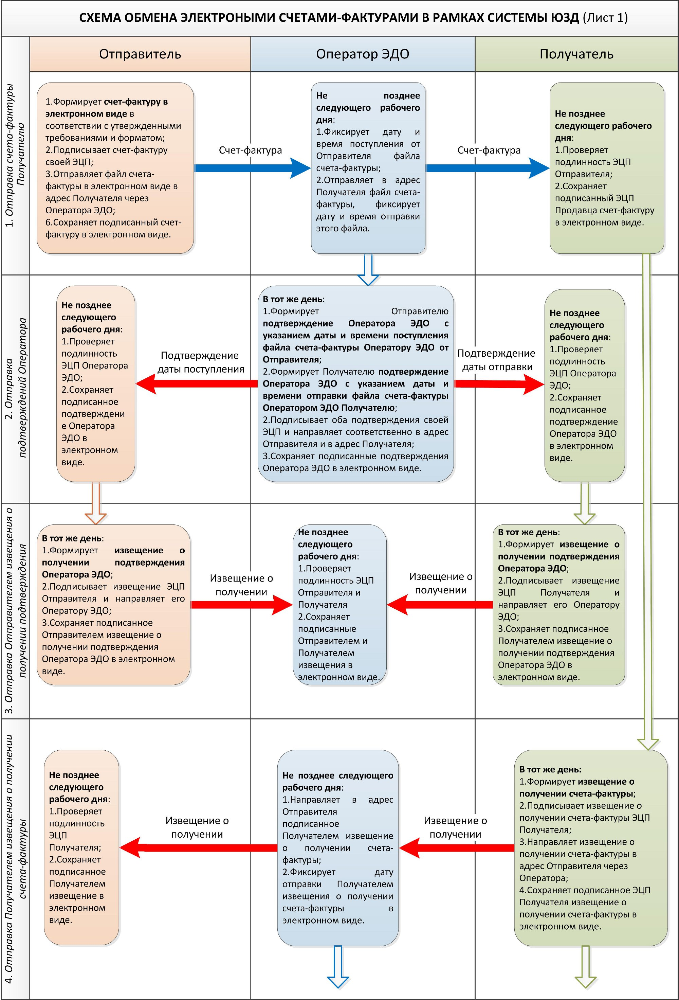 СХЕМА ОБМЕНА ЭЛЕКТРОНЫМИ СЧЕТАМИ-ФАКТУРАМИ В РАМКАХ СИСТЕМЫ ЮЗД (Лист 1)
Отправитель
Оператор ЭДО
Получатель
1. Отправка счета-фактуры
Получателю
1.Формирует счет-фактуру в
электронном виде в
соответствии с утвержденными
требованиями и форматом;
2.Подписывает счет-фактуру
своей ЭЦП;
3.Отправляет файл счета-
фактуры в электронном виде в
адрес Получателя через
Оператора ЭДО;
6.Сохраняет подписанный счет-
фактуру в электронном виде.
Счет-фактура
Не позднее
следующего рабочего
дня:
1.Фиксирует дату и
время поступления от
Отправителя файла
счета-фактуры;
2.Отправляет в адрес
Получателя файл счета-
фактуры, фиксирует
дату и время отправки
этого файла.
Счет-фактура
Не позднее
следующего рабочего
дня:
1.Проверяет
подлинность ЭЦП
Отправителя;
2.Сохраняет
подписанный ЭЦП
Продавца счет-фактуру
в электронном виде.
2. Отправка
подтверждений Оператора
Не позднее
следующего
рабочего дня:
1.Проверяет
подлинность
ЭЦП Оператора
ЭДО;
2.Сохраняет
подписанное
подтверждени
е Оператора
ЭДО в
электронном
виде.
Подтверждение
даты поступления
В тот же день:
1.Формирует Отправителю
подтверждение Оператора ЭДО с
указанием даты и времени поступления
файла счета-фактуры Оператору ЭДО от
Отправителя;
2.Формирует Получателю подтверждение
Оператора ЭДО с указанием даты и
времени отправки файла счета-фактуры
Оператором ЭДО Получателю;
2.Подписывает оба подтверждения своей
ЭЦП и направляет соответственно в адрес
Отправителя и в адрес Получателя;
3.Сохраняет подписанные подтверждения
Оператора ЭДО в электронном виде.
Подтверждение
даты отправки
Не позднее
следующего
рабочего дня:
1.Проверяет
подлинность
ЭЦП Оператора
ЭДО;
2.Сохраняет
подписанное
подтверждение
Оператора ЭДО
в электронном
виде.
3. Отправка Отправителем извещения о
получении подтверждения
В тот же день:
1.Формирует извещение о
получении подтверждения
Оператора ЭДО;
2.Подписывает извещение ЭЦП
Отправителя и направляет его
Оператору ЭДО;
3.Сохраняет подписанное
Отправителем извещение о
получении подтверждения
Оператора ЭДО в электронном
виде.
Извещение о
получении
Не позднее
следующего
рабочего дня:
1.Проверяет
подлинность ЭЦП
Отправителя и
Получателя
2.Сохраняет
подписанные
Отправителем и
Получателем
извещения в
электронном виде.
Извещение о
получении
В тот же день:
1.Формирует извещение о
получении подтверждения
Оператора ЭДО;
2.Подписывает извещение
ЭЦП Получателя и
направляет его Оператору
ЭДО;
3.Сохраняет подписанное
Получателем извещение о
получении подтверждения
Оператора ЭДО в
электронном виде.
4. Отправка Получателем извещения о получении
счета-фактуры
Не позднее
следующего
рабочего дня:
1.Проверяет
подлинность
ЭЦП
Получателя;
2.Сохраняет
подписанное
Получателем
извещение в
электронном
виде.
Извещение о
получении
Не позднее следующего
рабочего дня:
1.Направляет в адрес
Отправителя
подписанное
Получателем извещение
о получении счета-
фактуры;
2.Фиксирует дату
отправки Получателем
извещения о получении
счета-фактуры в
электронном виде.
Извещение о
получении
В тот же день:
1.Формирует извещение о
получении счета-фактуры;
2.Подписывает извещение о
получении счета-фактуры ЭЦП
Получателя;
3.Направляет извещение о
получении счета-фактуры в
адрес Отправителя через
Оператора;
4.Сохраняет подписанное ЭЦП
Получателя извещение о
получении счета-фактуры в
электронном виде.